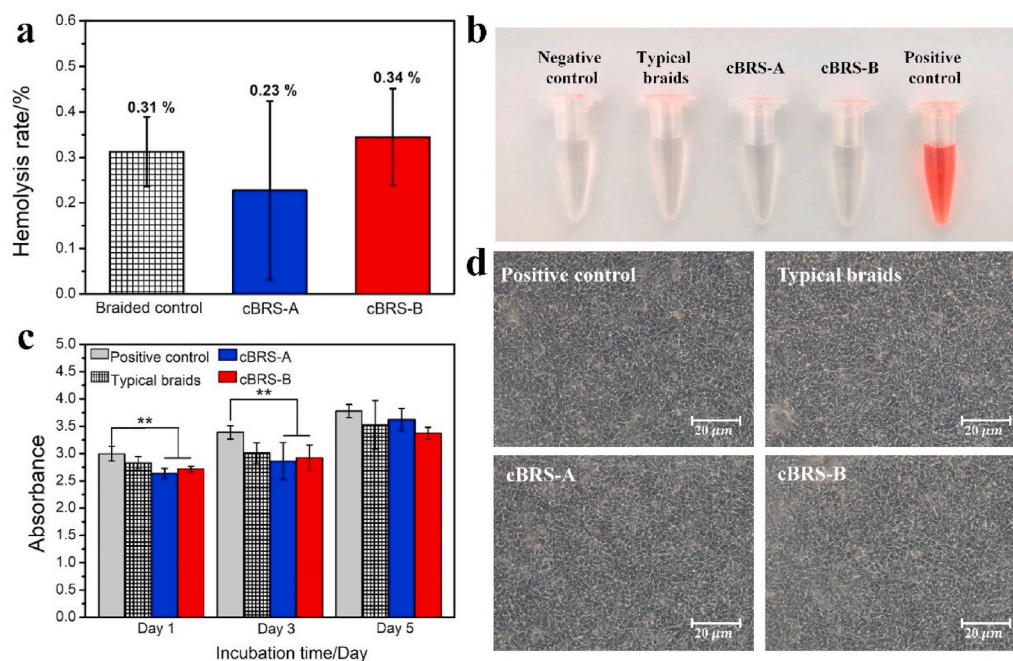 a
0.6
0.5
0.4
0.3
0.2
0.1
0.0
Hemolysis rate/%
0.31 %
0.23 %
0.34 %
Braided control
cBRS-A
cBRS-B
b
Negative
control
Typical
braids
cBRS-A
cBRS-B
Positive
control
c
5.0
4.5
4.0
3.5
3.0
2.5
2.0
1.5
1.0
0.5
0.0
Absorbance
Positive control
cBRS-A
Typical braids
cBRS-B
**
**
Day 1
Day 3
Day 5
Incubation time/Day
d
Positive control
20 μm
Typical braids
20 μm
cBRS-A
20 μm
cBRS-B
20 μm